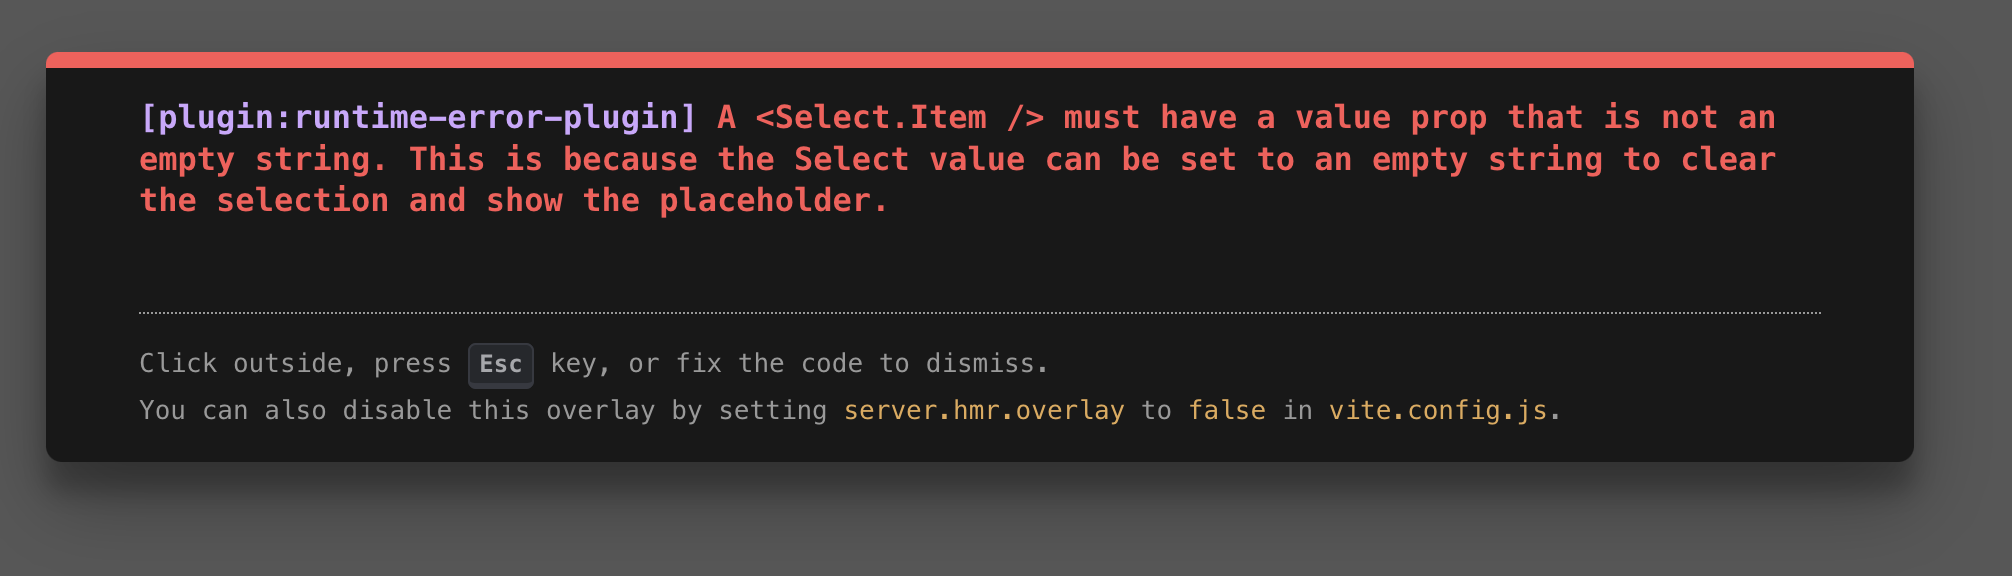 [plugin:runtime-error-plugin] A <Select.Item /> must have a value prop that is not an
empty string. This is because the Select value can be set to an empty string to clear
the selection and show the placeholder.
Click outside, press Esc key, or fix the code to dismiss.
You can also disable this overlay by setting server.hmr.overlay to false in vite.config.js.